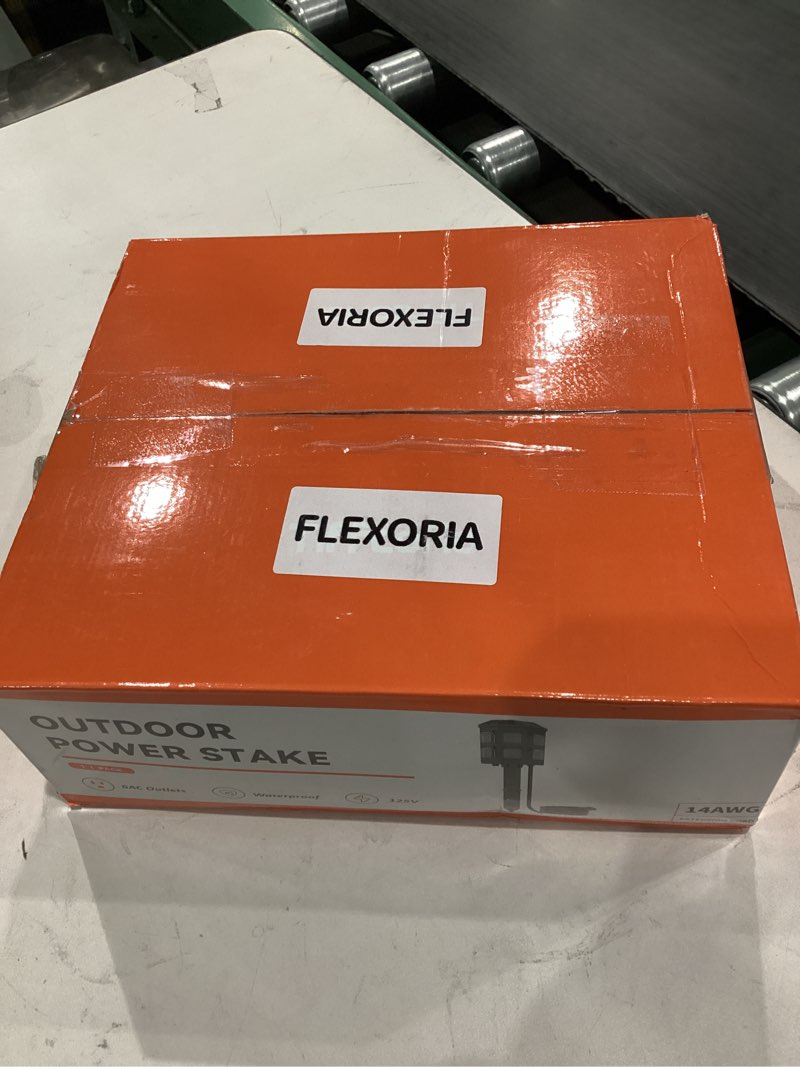 FLEXORIA
FLEXORIA
OUTDOOR
POWER STAKE
6AC Outlets
Waterproof
125V
14AWG